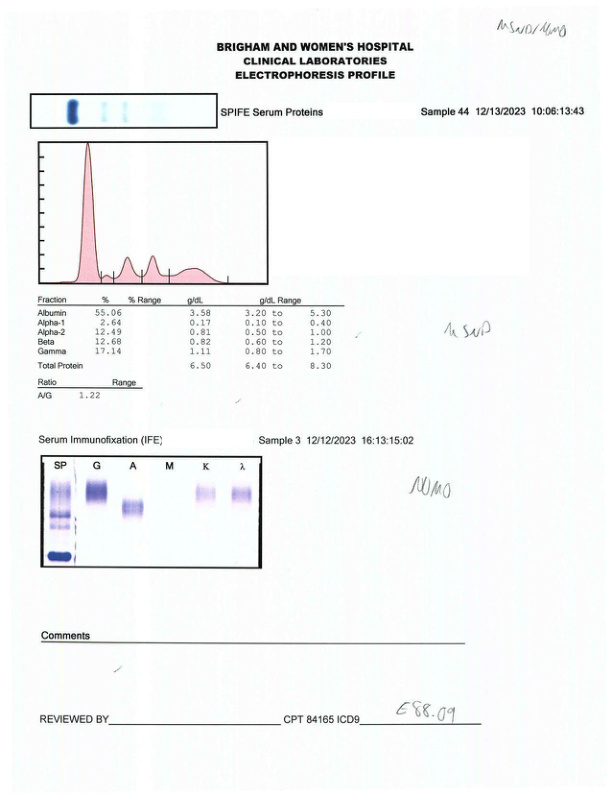 MSND/NOMO
BRIGHAM AND WOMEN'S HOSPITAL
CLINICAL LABORATORIES
ELECTROPHORESIS PROFILE
SPIFE Serum Proteins Sample 44 12/13/2023 10:06:13:43
Fraction % % Range g/dL g/dL Range
Albumin 55.06 3.58 3.20 to 5.30
Alpha-1 2.64 0.17 0.10 to 0.40
Alpha-2 12.49 0.81 0.50 to 1.00
Beta 12.68 0.82 0.60 to 1.20
Gamma 17.14 1.11 0.80 to 1.70
MSND
Total Protein 6.50 6.40 to 8.30
Ratio Range
A/G 1.22
Serum Immunofixation (IFE) Sample 3 12/12/2023 16:13:15:02
SP G A M K λ
NOMO
Comments
REVIEWED BY CPT 84165 ICD9 E88.09